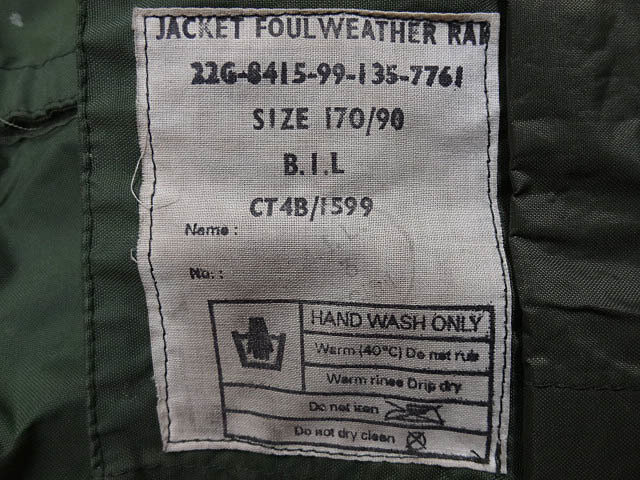 JACKET FOULWEATHER RAF
22G-8415-99-135-7761
SIZE 170/90
B.I.L
CT4B/1599
Name :
No. :
HAND WASH ONLY
Warm (40°C) Do not rub
Warm rinse Drip dry
Do not iron
Do not dry clean